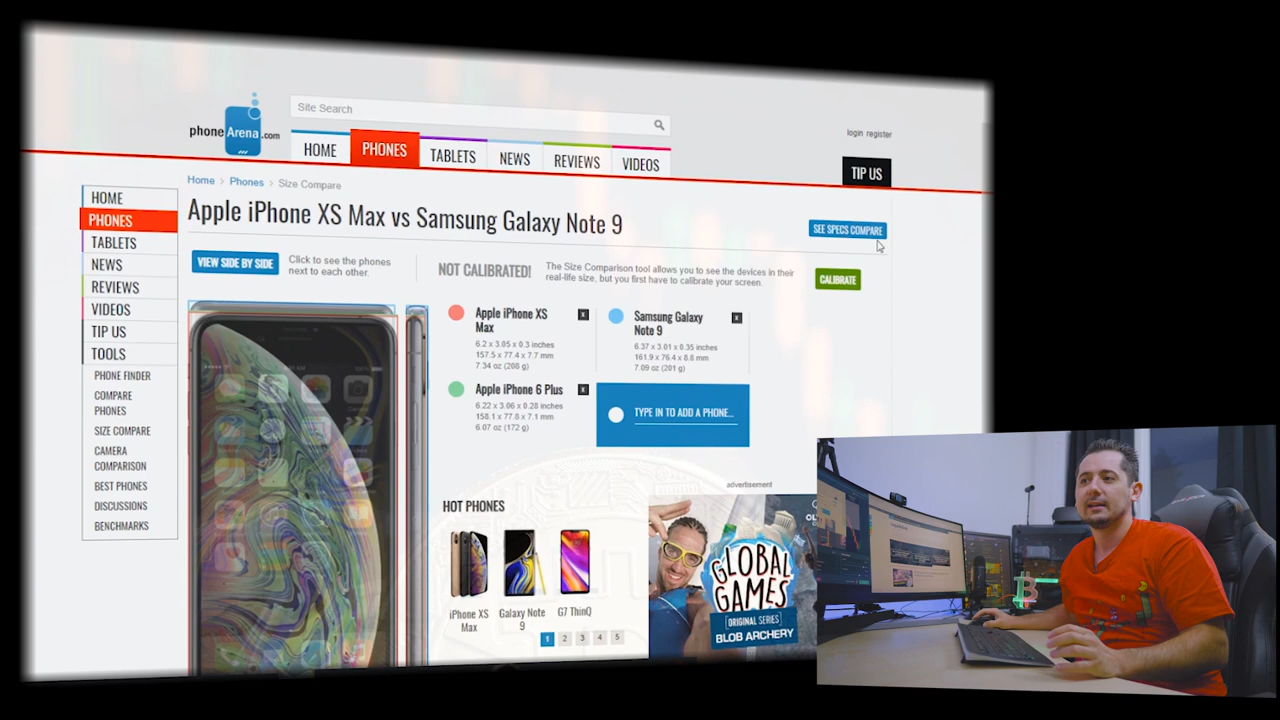 Site Search
phoneArena.com
login register
HOME
PHONES
TABLETS
NEWS
REVIEWS
VIDEOS
TIP US
Home > Phones > Size Compare
Apple iPhone XS Max vs Samsung Galaxy Note 9
SEE SPECS COMPARE
HOME
PHONES
TABLETS
NEWS
REVIEWS
VIDEOS
TIP US
TOOLS
PHONE FINDER
COMPARE
PHONES
SIZE COMPARE
CAMERA
COMPARISON
BEST PHONES
DISCUSSIONS
BENCHMARKS
VIEW SIDE BY SIDE
Click to see the phones
next to each other.
NOT CALIBRATED!
The Size Comparison tool allows you to see the devices in their
real-life size, but you first have to calibrate your screen.
CALIBRATE
Apple iPhone XS
Max
6.2 x 3.05 x 0.3 inches
157.5 x 77.4 x 7.7 mm
7.34 oz (208 g)
Samsung Galaxy
Note 9
6.37 x 3.01 x 0.35 inches
161.9 x 76.4 x 8.8 mm
7.09 oz (201 g)
Apple iPhone 6 Plus
6.22 x 3.06 x 0.28 inches
158.1 x 77.8 x 7.1 mm
6.07 oz (172 g)
TYPE IN TO ADD A PHONE...
advertisement
HOT PHONES
iPhone XS
Max
Galaxy Note
9
G7 ThinQ
1 2 3 4 5
GLOBAL
GAMES
ORIGINAL SERIES
BLOB ARCHERY